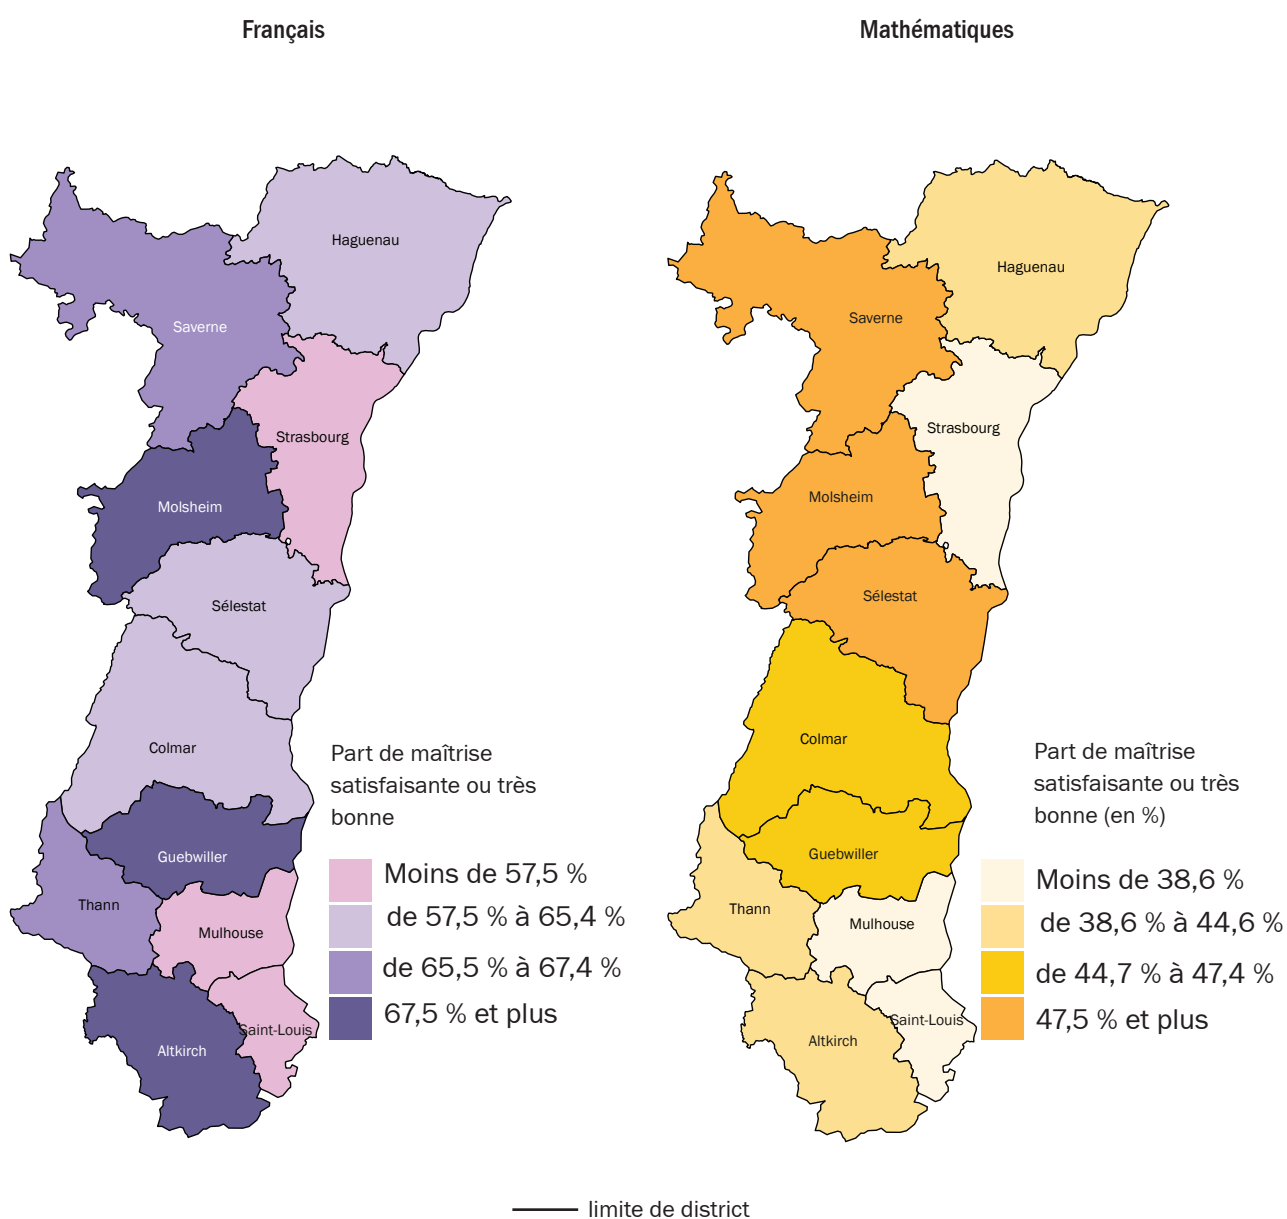 Français
Haguenau
Saverne
Strasbourg
Molsheim
Sélestat
Colmar
Guebwiller
Thann
Mulhouse
Saint-Louis
Altkirch
Part de maîtrise
satisfaisante ou très
bonne
Moins de 57,5 %
de 57,5 % à 65,4 %
de 65,5 % à 67,4 %
67,5 % et plus
Mathématiques
Haguenau
Saverne
Strasbourg
Molsheim
Sélestat
Colmar
Guebwiller
Thann
Mulhouse
Saint-Louis
Altkirch
Part de maîtrise
satisfaisante ou très
bonne (en %)
Moins de 38,6 %
de 38,6 % à 44,6 %
de 44,7 % à 47,4 %
47,5 % et plus
limite de district